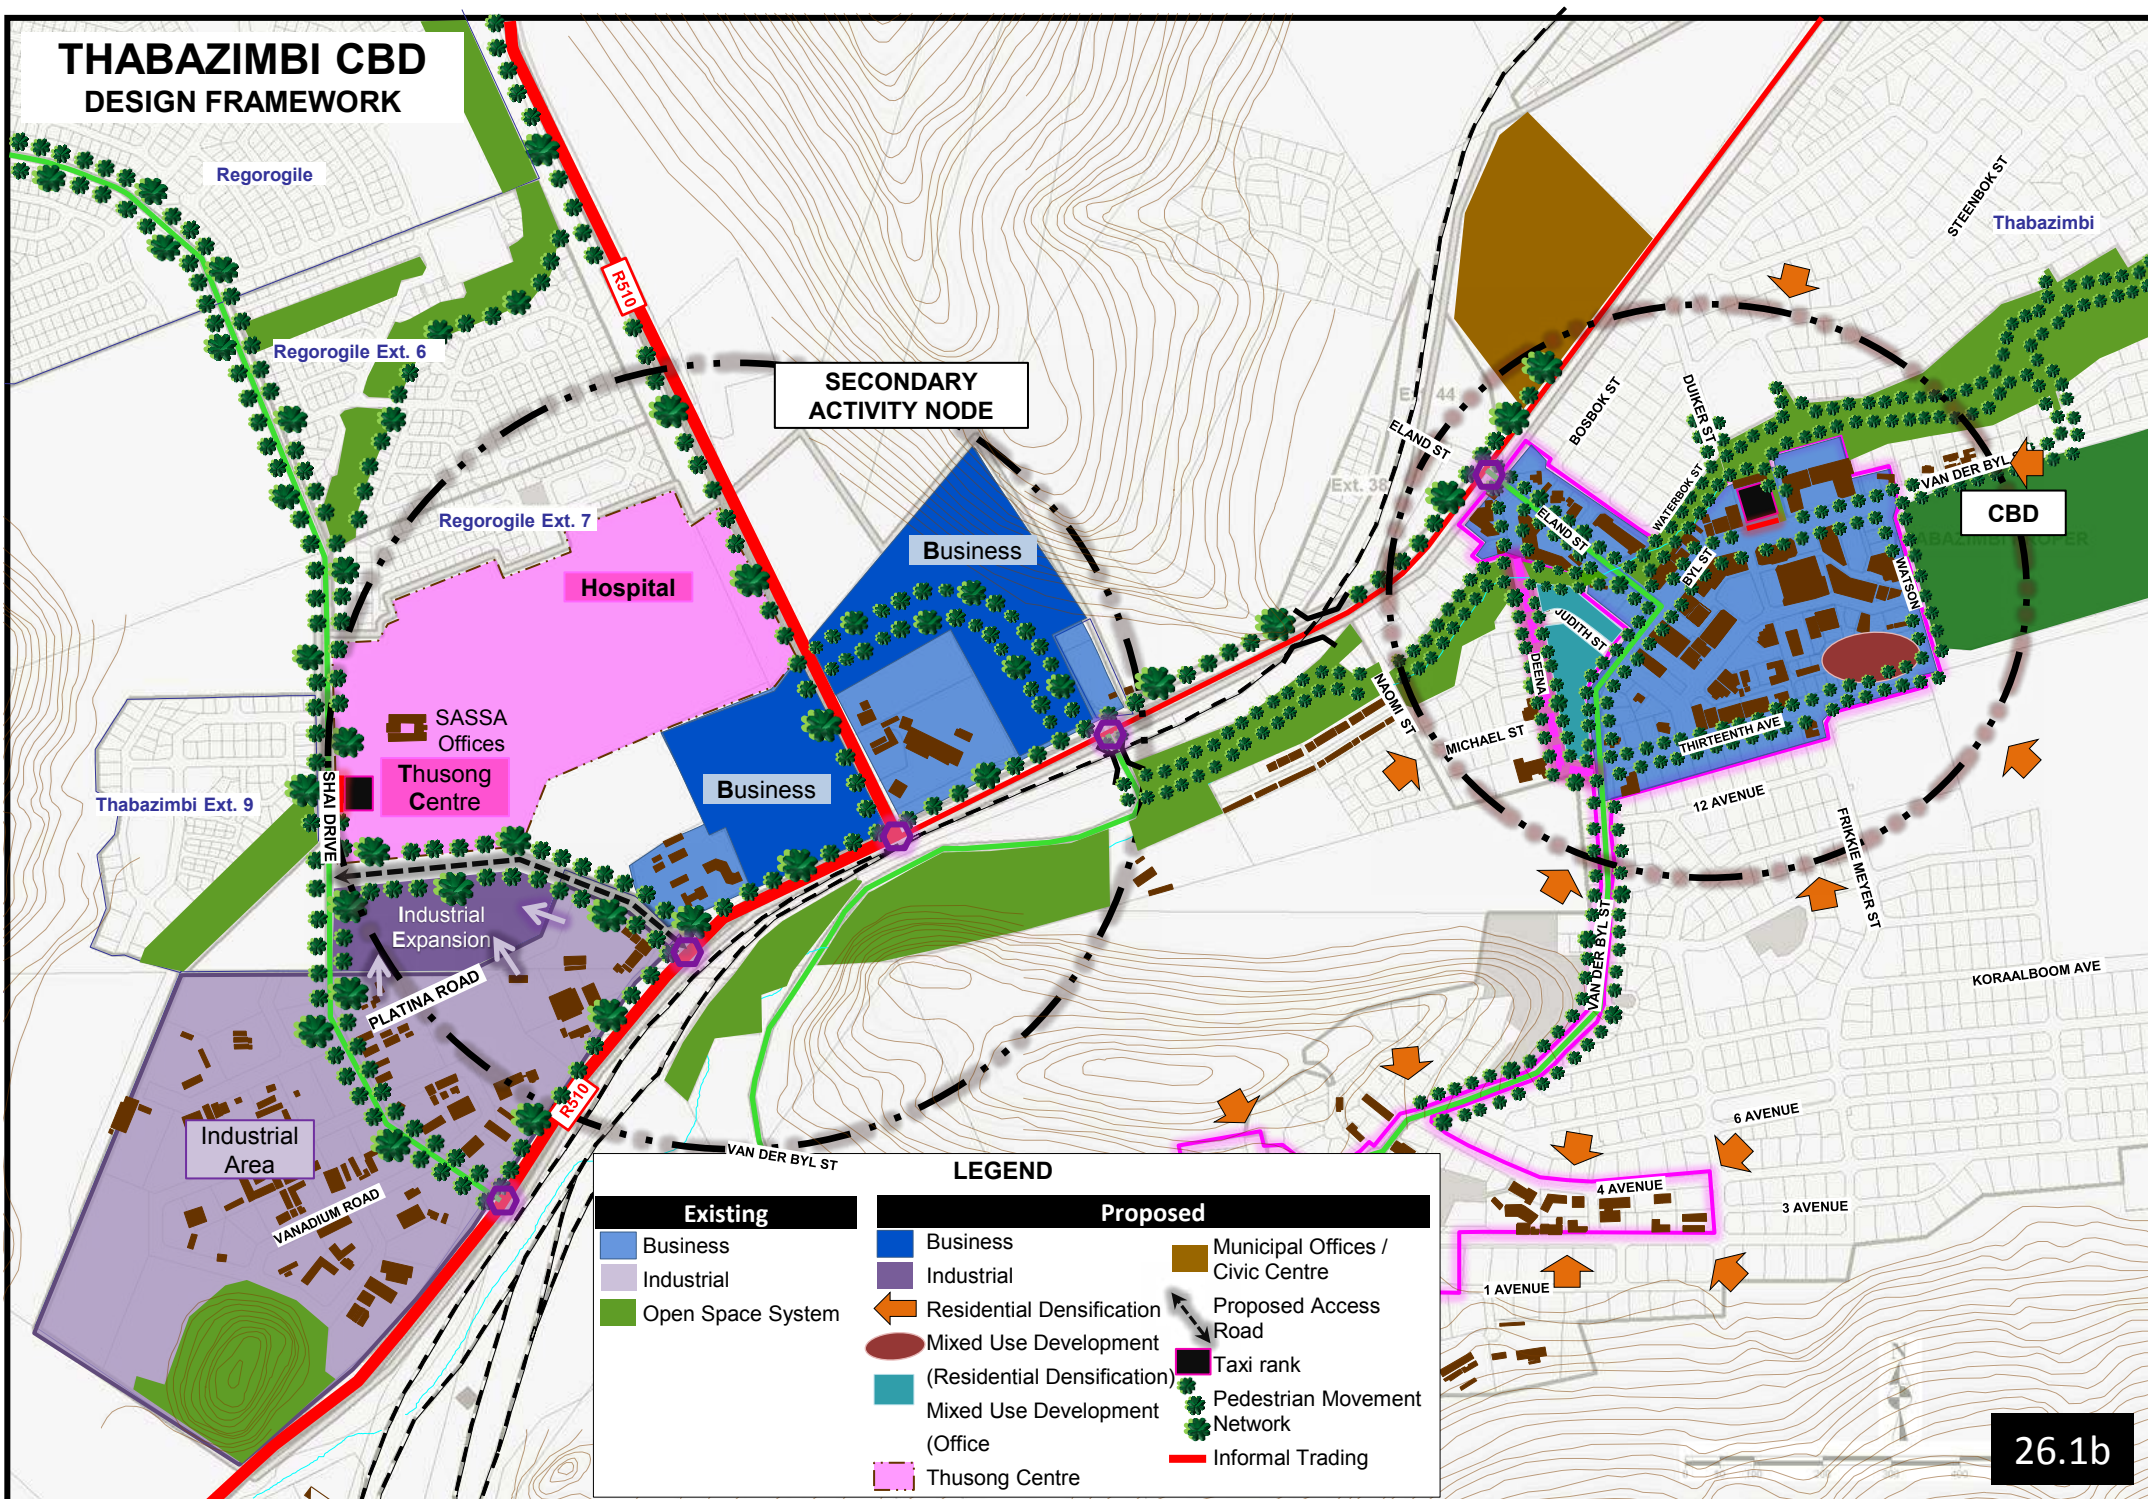 THABAZIMBI CBD
DESIGN FRAMEWORK
Regorogile
R510
STEENBOK ST
Thabazimbi
Regorogile Ext. 6
SECONDARY
ACTIVITY NODE
Ext. 44
ELAND ST
BOSBOK ST
DUIKER ST
Ext. 38
WATERBOK ST
VAN DER BYL
CBD
Regorogile Ext. 7
Business
ELAND ST
BYL ST
WATSON
Hospital
JUDITH ST
DEENA
NAOMI ST
MICHAEL ST
THIRTEENTH AVE
SASSA
Offices
Thusong
Centre
SHAI DRIVE
Thabazimbi Ext. 9
Business
12 AVENUE
FRIKKIE MEYER ST
Industrial
Expansion
PLATINA ROAD
VAN DER BYL ST
KORAALBOOM AVE
R510
6 AVENUE
Industrial
Area
VANADIUM ROAD
VAN DER BYL ST
4 AVENUE
3 AVENUE
1 AVENUE
LEGEND
Existing
Business
Industrial
Open Space System
Proposed
Business
Industrial
Residential Densification
Mixed Use Development
(Residential Densification)
Mixed Use Development
(Office
Thusong Centre
Municipal Offices /
Civic Centre
Proposed Access
Road
Taxi rank
Pedestrian Movement
Network
Informal Trading
N
26.1b